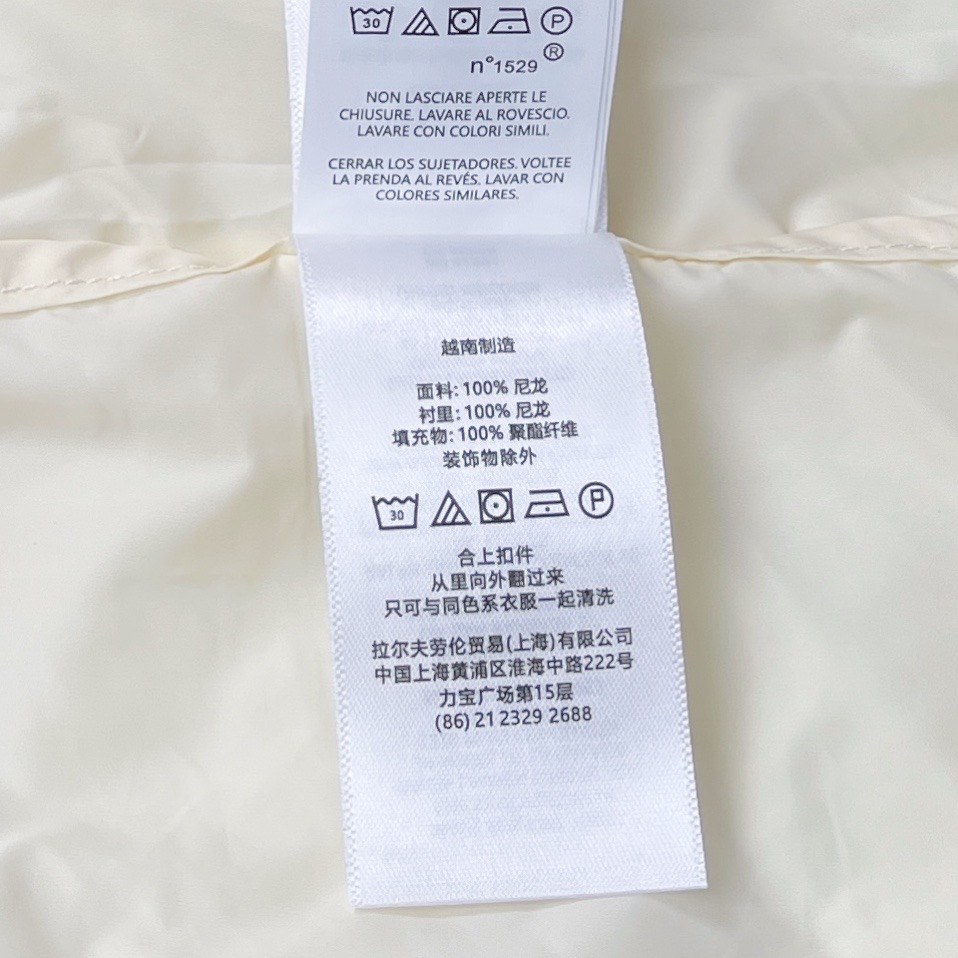 30 P
n°1529 ®
NON LASCIARE APERTE LE
CHIUSURE. LAVARE AL ROVESCIO.
LAVARE CON COLORI SIMILI.
CERRAR LOS SUJETADORES. VOLTEE
LA PRENDA AL REVÉS. LAVAR CON
COLORES SIMILARES.
越南制造
面料: 100% 尼龙
衬里: 100% 尼龙
填充物: 100% 聚酯纤维
装饰物除外
30 P
合上扣件
从里向外翻过来
只可与同色系衣服一起清洗
拉尔夫劳伦贸易(上海)有限公司
中国上海黄浦区淮海中路222号
力宝广场第15层
(86) 21 2329 2688